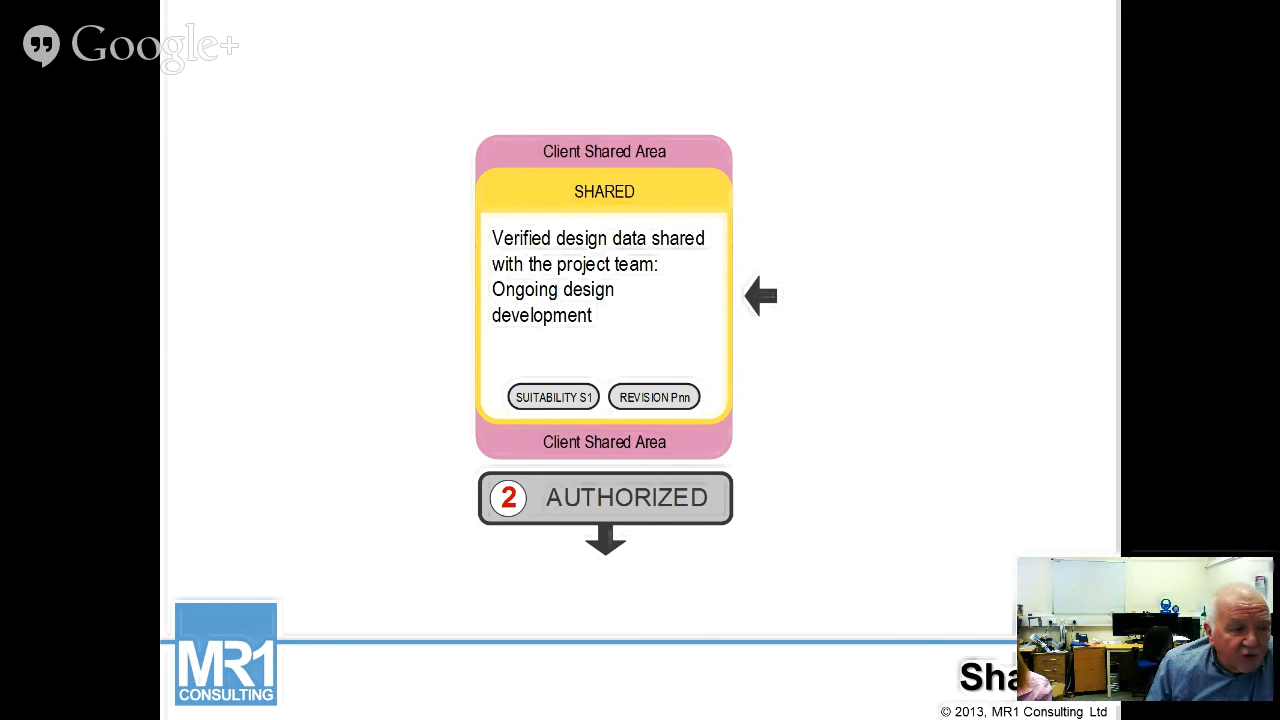 Google+
Client Shared Area
SHARED
Verified design data shared
with the project team:
Ongoing design
development
SUITABILITY S1
REVISION Pnn
Client Shared Area
2 AUTHORIZED
MR1
CONSULTING
© 2013, MR1 Consulting Ltd